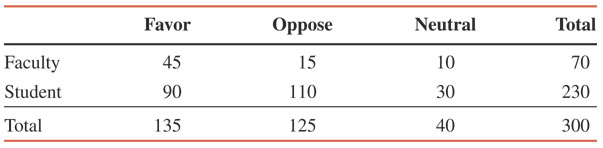 Favor Oppose Neutral Total
Faculty 45 15 10 70
Student 90 110 30 230
Total 135 125 40 300